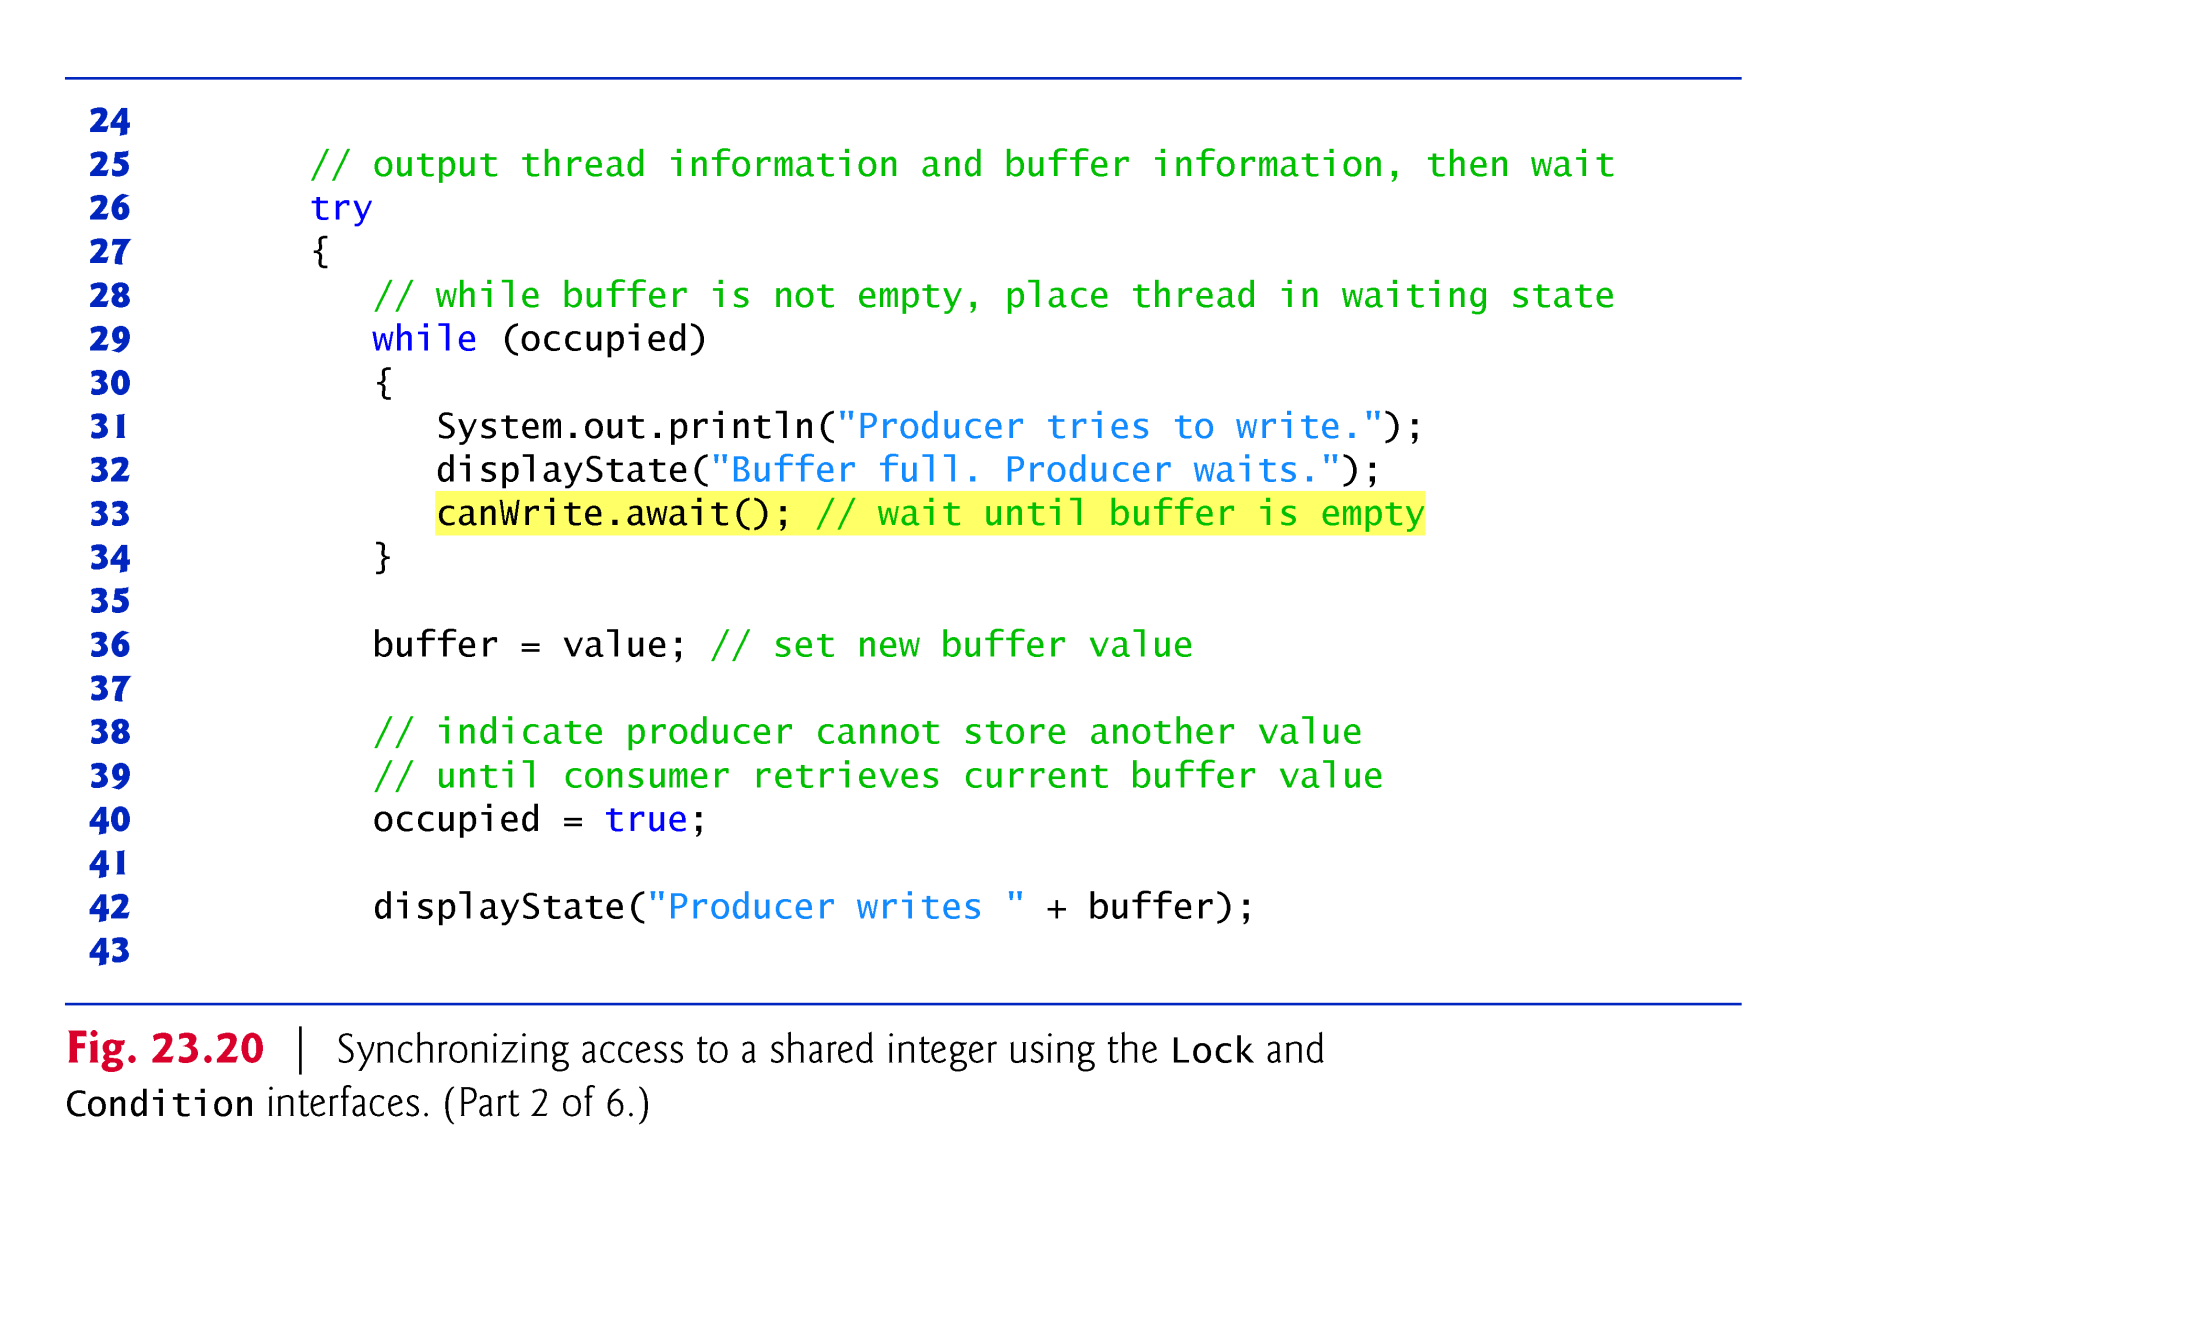 24
25 // output thread information and buffer information, then wait
26 try
27 {
28 // while buffer is not empty, place thread in waiting state
29 while (occupied)
30 {
31 System.out.println("Producer tries to write.");
32 displayState("Buffer full. Producer waits.");
33 canWrite.await(); // wait until buffer is empty
34 }
35
36 buffer = value; // set new buffer value
37
38 // indicate producer cannot store another value
39 // until consumer retrieves current buffer value
40 occupied = true;
41
42 displayState("Producer writes " + buffer);
43
Fig. 23.20 | Synchronizing access to a shared integer using the Lock and
Condition interfaces. (Part 2 of 6.)